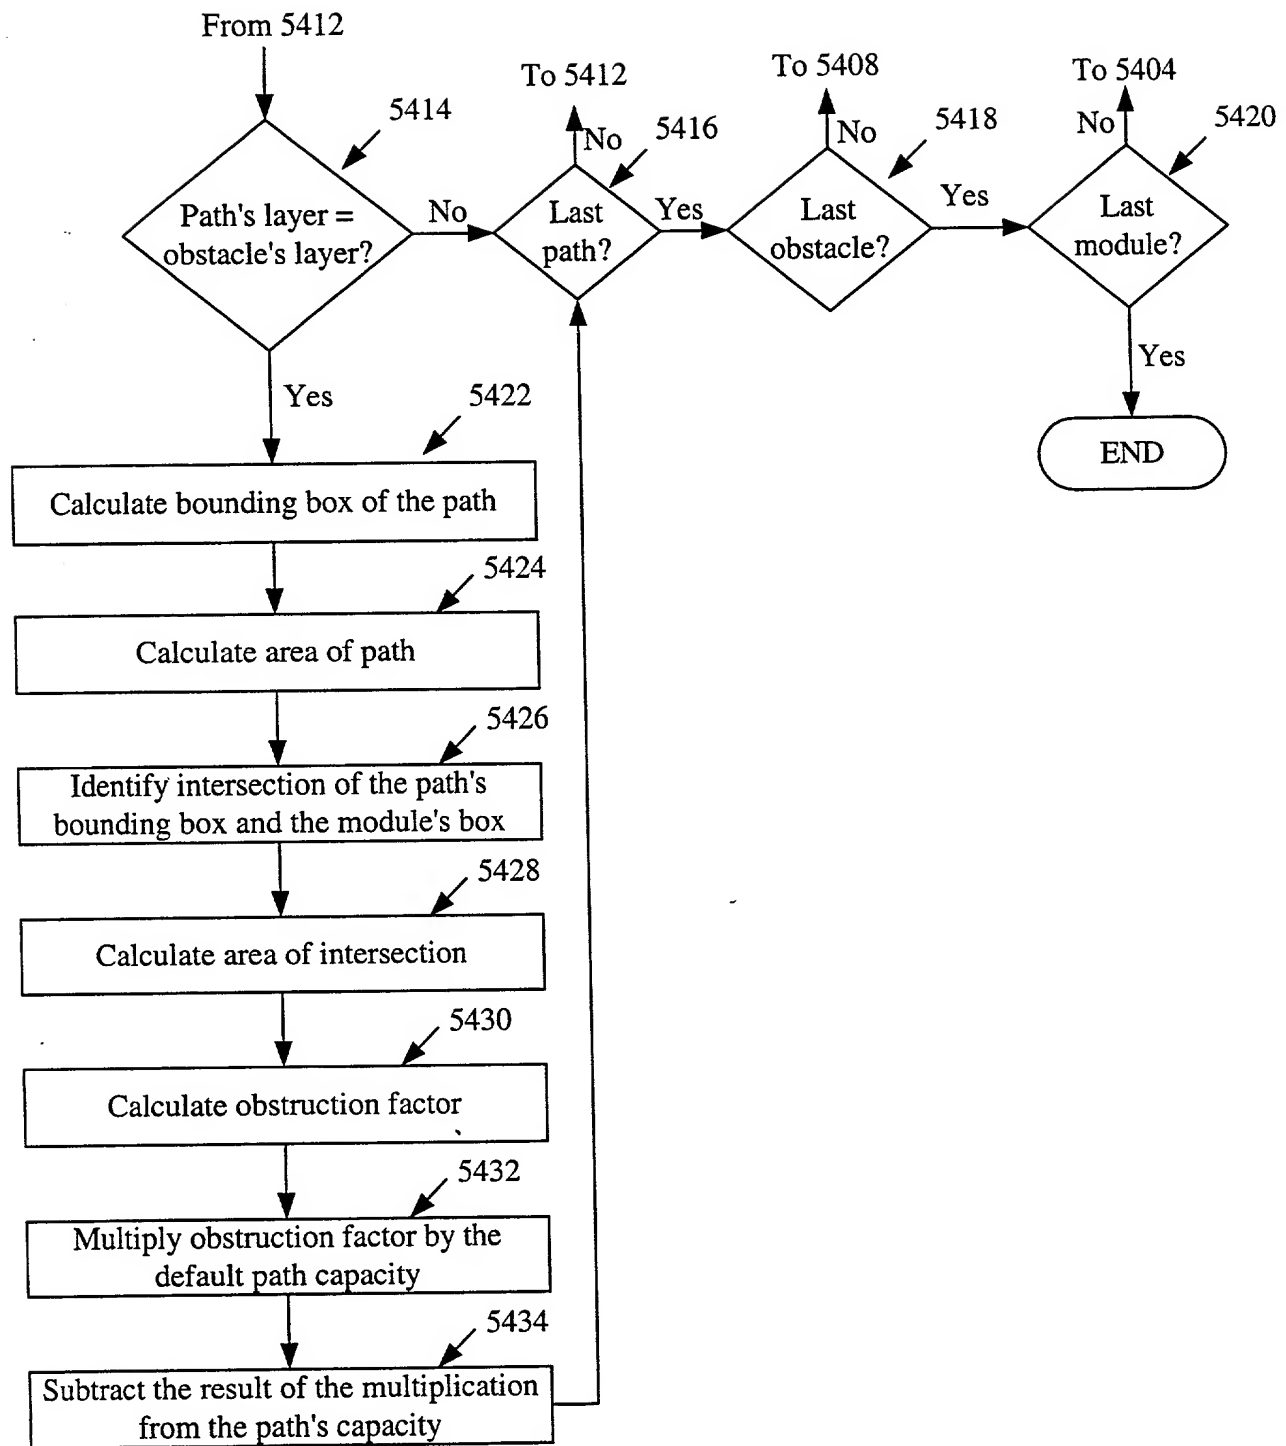 From 5412
To 5412
To 5408
To 5404
5414
5416
5418
5420
No
No
No
Path's layer =
obstacle's layer?
No
Last
path?
Yes
Last
obstacle?
Yes
Last
module?
Yes
Yes
END
5422
Calculate bounding box of the path
5424
Calculate area of path
5426
Identify intersection of the path's
bounding box and the module's box
5428
Calculate area of intersection
5430
Calculate obstruction factor
5432
Multiply obstruction factor by the
default path capacity
5434
Subtract the result of the multiplication
from the path's capacity